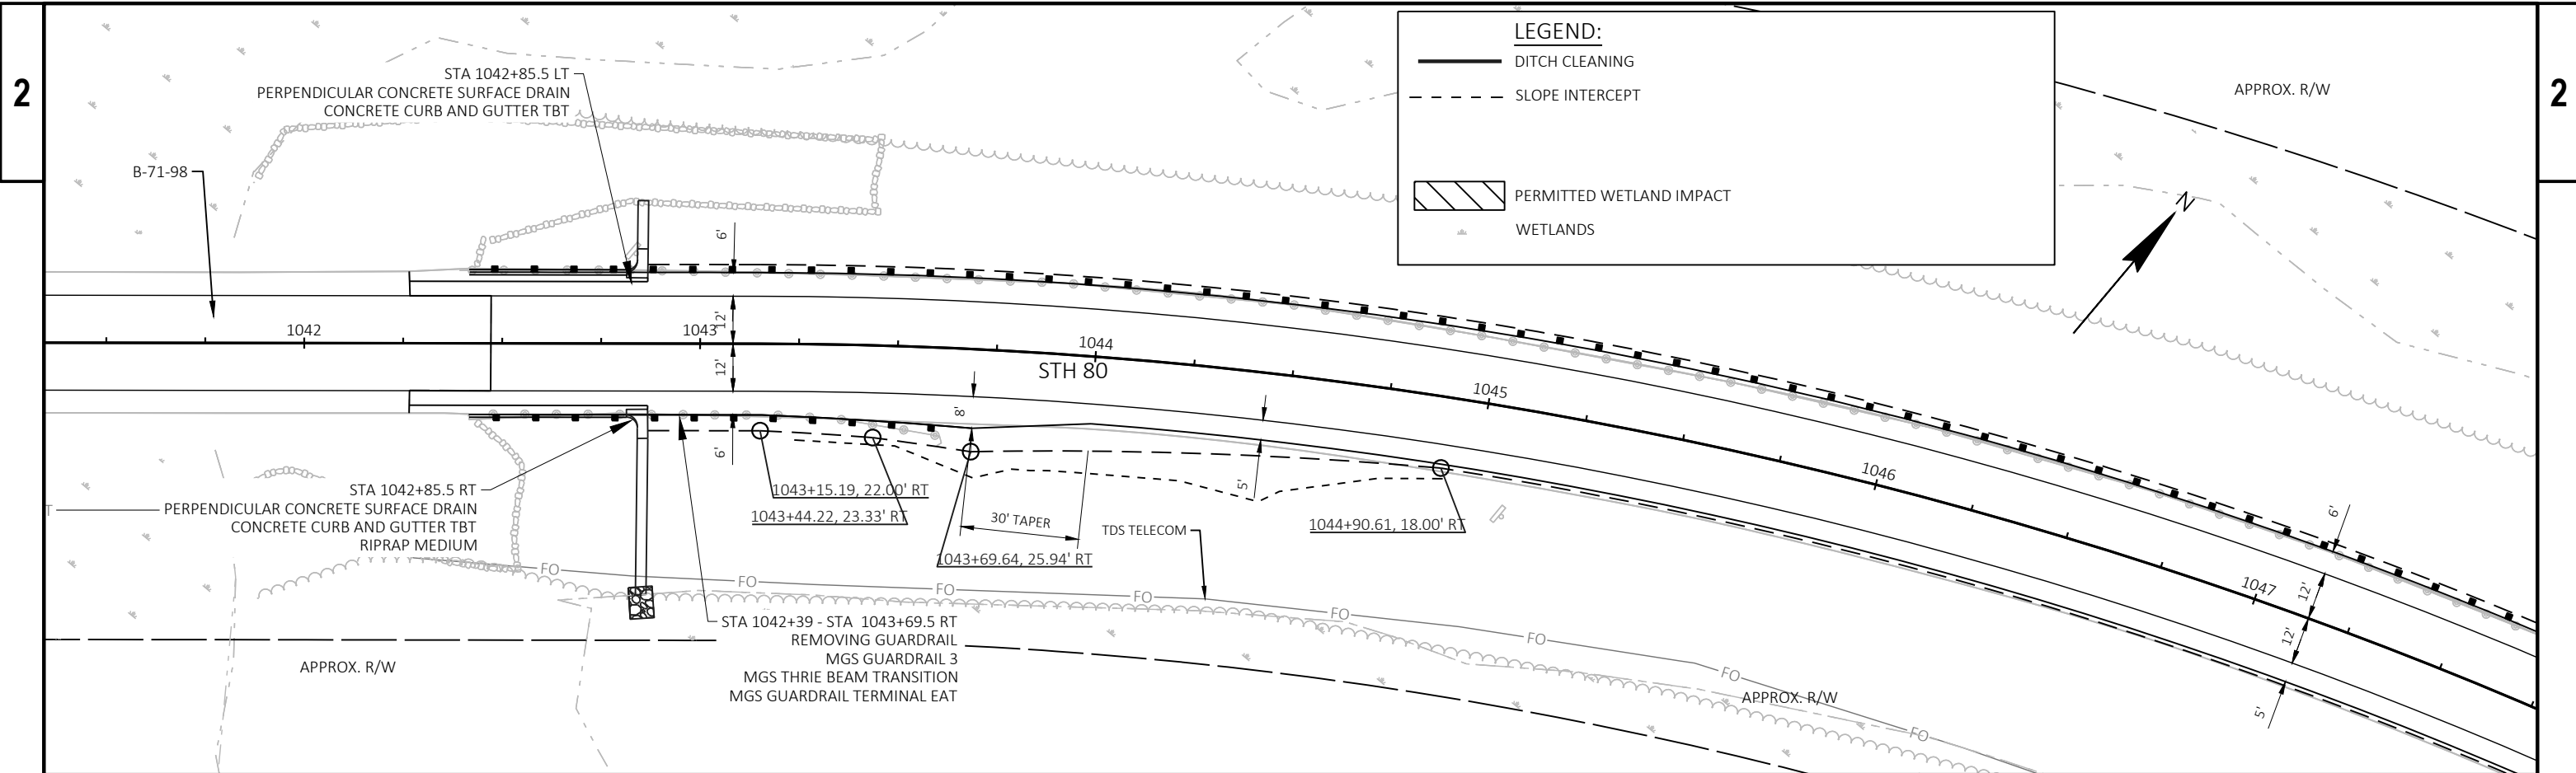 2
STA 1042+85.5 LT
PERPENDICULAR CONCRETE SURFACE DRAIN
CONCRETE CURB AND GUTTER TBT
B-71-98
LEGEND:
DITCH CLEANING
SLOPE INTERCEPT
PERMITTED WETLAND IMPACT
WETLANDS
APPROX. R/W
2
N
6'
12'
12'
6'
1042
1043
1044
STH 80
1045
1046
1047
8'
5'
6'
12'
12'
5'
STA 1042+85.5 RT
PERPENDICULAR CONCRETE SURFACE DRAIN
CONCRETE CURB AND GUTTER TBT
RIPRAP MEDIUM
T
1043+15.19, 22.00' RT
1043+44.22, 23.33' RT
30' TAPER
1043+69.64, 25.94' RT
TDS TELECOM
1044+90.61, 18.00' RT
FO
FO
FO
FO
FO
FO
FO
FO
STA 1042+39 - STA 1043+69.5 RT
REMOVING GUARDRAIL
MGS GUARDRAIL 3
MGS THRIE BEAM TRANSITION
MGS GUARDRAIL TERMINAL EAT
APPROX. R/W
APPROX. R/W